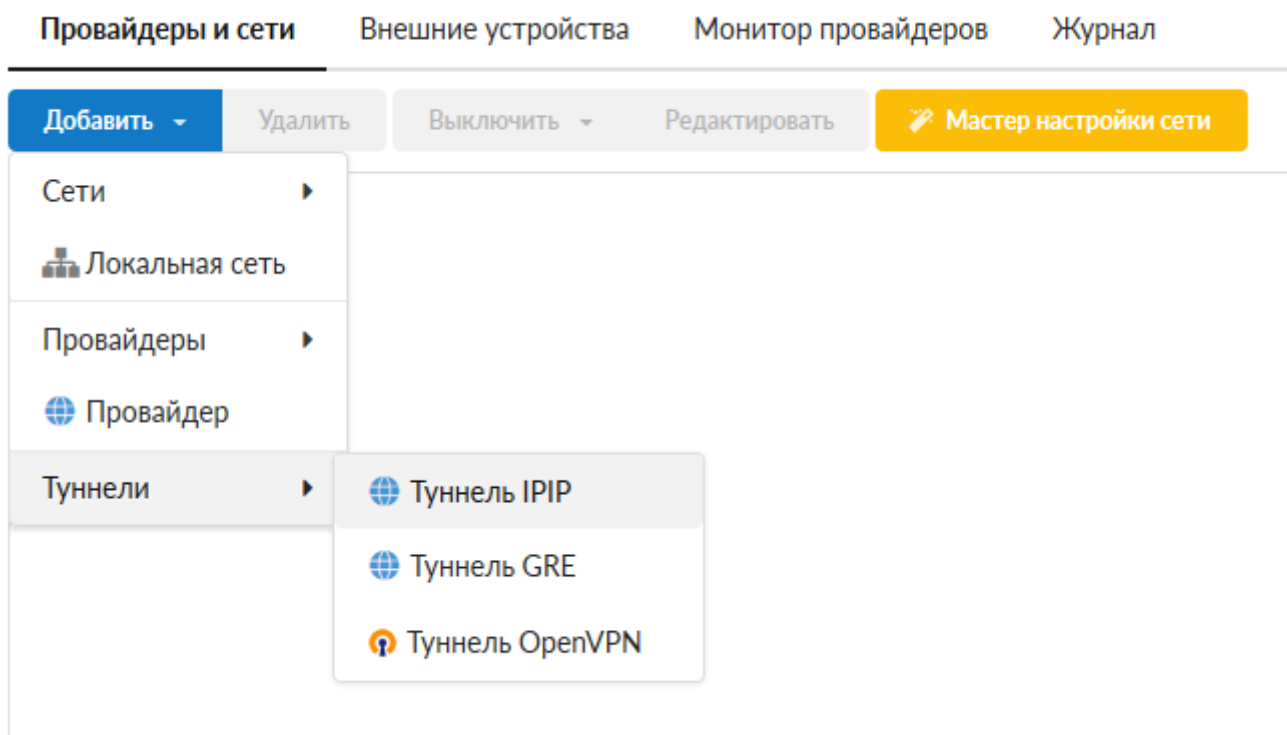 Провайдеры и сети Внешние устройства Монитор провайдеров Журнал
Добавить Удалить Выключить Редактировать Мастер настройки сети
Сети
Локальная сеть
Провайдеры
Провайдер
Туннели
Туннель IPIP
Туннель GRE
Туннель OpenVPN